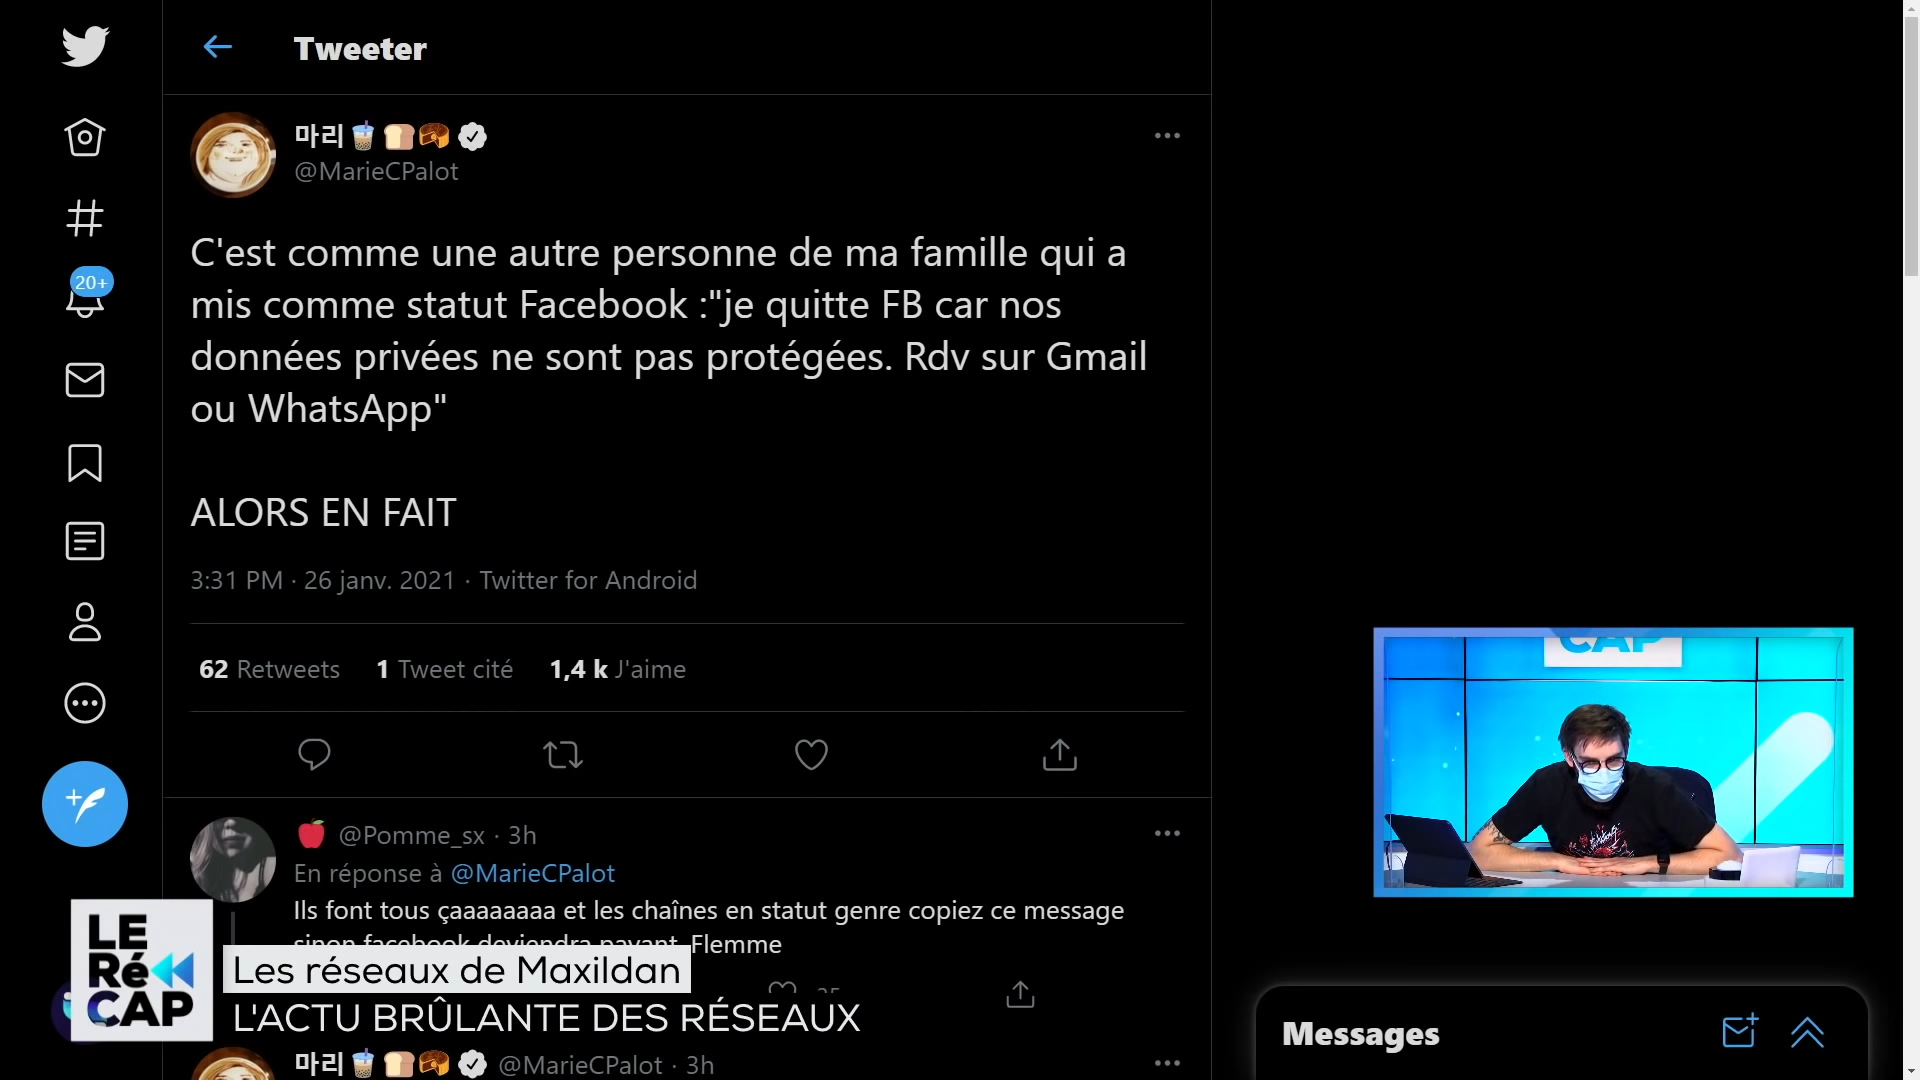 Tweeter
마리
@MarieCPalot
C'est comme une autre personne de ma famille qui a
mis comme statut Facebook :"je quitte FB car nos
données privées ne sont pas protégées. Rdv sur Gmail
ou WhatsApp"
ALORS EN FAIT
3:31 PM · 26 janv. 2021 · Twitter for Android
62 Retweets 1 Tweet cité 1,4 k J'aime
@Pomme_sx · 3h
En réponse à @MarieCPalot
Ils font tous çaaaaaaaa et les chaînes en statut genre copiez ce message
sinon facebook deviendra payant. Flemme
마리 @MarieCPalot · 3h
20+
CAP
LE
Ré
CAP
Les réseaux de Maxildan
L'ACTU BRÛLANTE DES RÉSEAUX
Messages